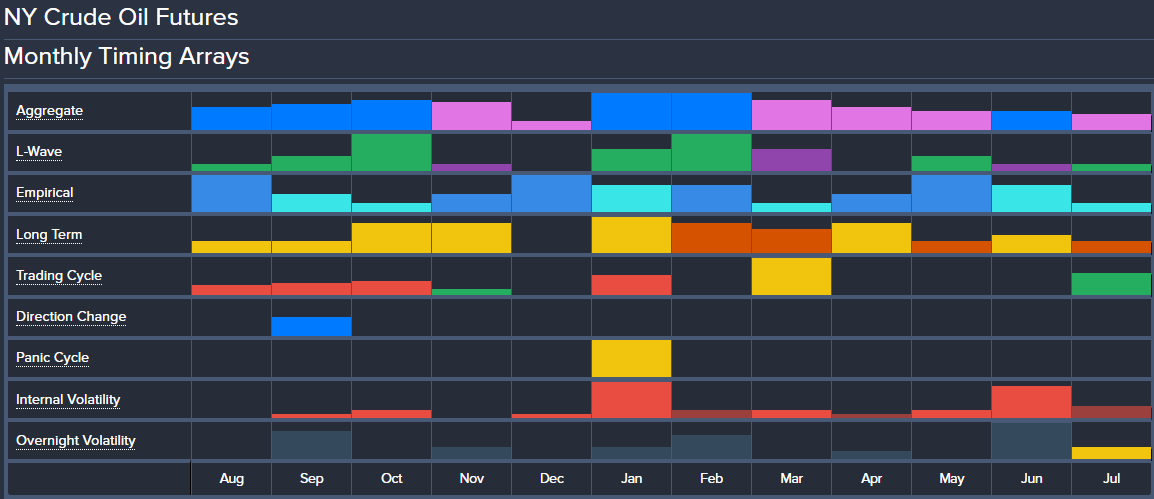 NY Crude Oil Futures
Monthly Timing Arrays
Aggregate
L-Wave
Empirical
Long Term
Trading Cycle
Direction Change
Panic Cycle
Internal Volatility
Overnight Volatility
Aug Sep Oct Nov Dec Jan Feb Mar Apr May Jun Jul